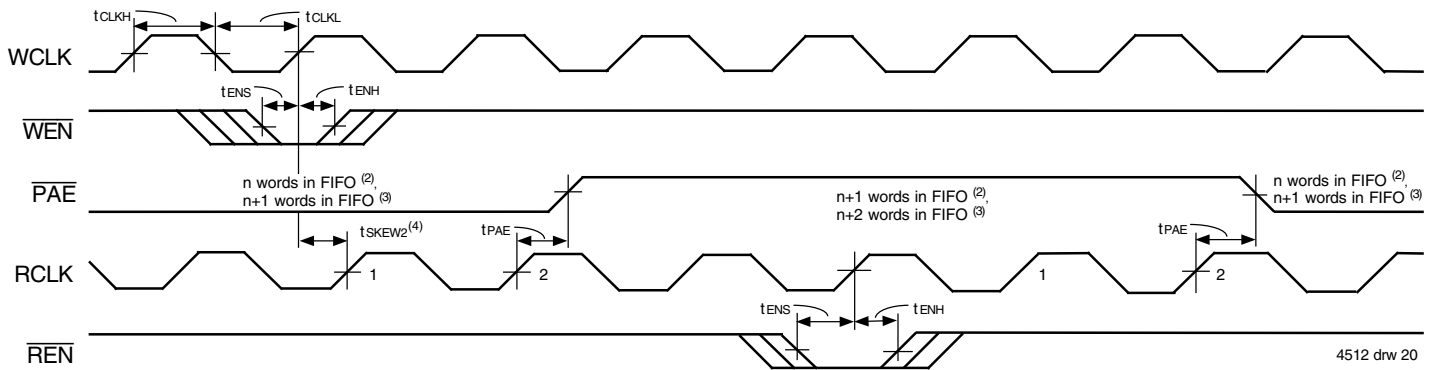 tCLKH tCLKL
WCLK
tENS tENH
WEN
PAE
n words in FIFO (2),
n+1 words in FIFO (3)
n+1 words in FIFO (2),
n+2 words in FIFO (3)
n words in FIFO (2),
n+1 words in FIFO (3)
tSKEW2(4) tPAE tPAE
RCLK 1 2 1 2
tENS tENH
REN
4512 drw 20